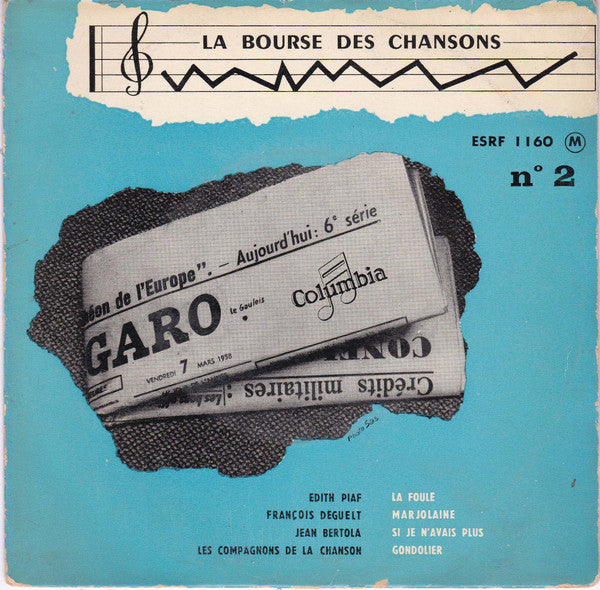 LA BOURSE DES CHANSONS
ESRF 1160 M
n° 2
éon de l'Europe". — Aujourd'hui: 6e série
GARO
le Gaulois
Columbia
VENDREDI 7 MARS 1958
Crédits militaires :
EDITH PIAF LA FOULE
FRANÇOIS DEGUELT MARJOLAINE
JEAN BERTOLA SI JE N'AVAIS PLUS
LES COMPAGNONS DE LA CHANSON GONDOLIER